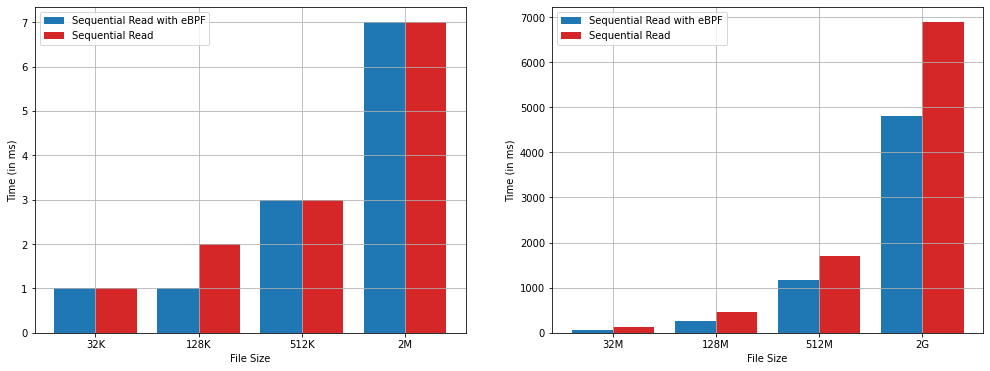 Sequential Read with eBPF
Sequential Read
Time (in ms)
7
6
5
4
3
2
1
0
32K
128K
512K
2M
File Size
Sequential Read with eBPF
Sequential Read
Time (in ms)
7000
6000
5000
4000
3000
2000
1000
0
32M
128M
512M
2G
File Size